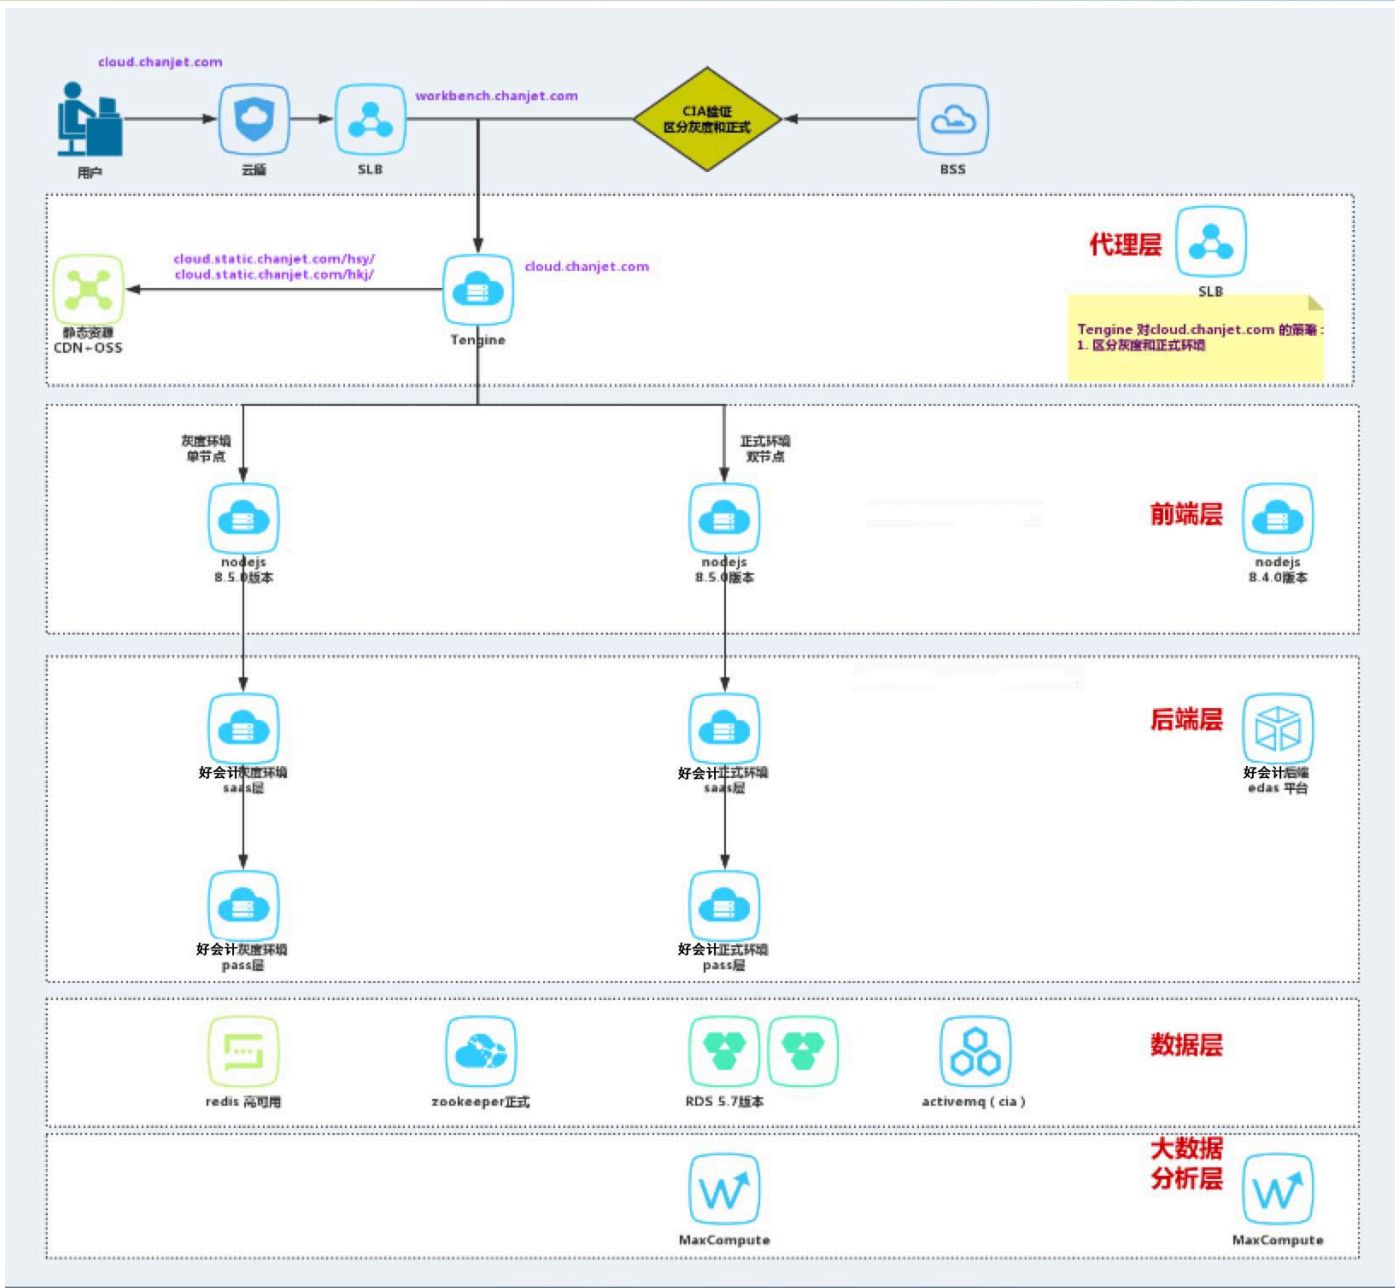 cloud.chanjet.com
workbench.chanjet.com
CIA验证
区分灰度和正式
用户
云盾
SLB
BSS
代理层
SLB
cloud.static.chanjet.com/hsy/
cloud.static.chanjet.com/hkj/
cloud.chanjet.com
静态资源
CDN+OSS
Tengine
Tengine 对cloud.chanjet.com 的策略：
1. 区分灰度和正式环境
灰度环境
单节点
正式环境
双节点
前端层
nodejs
8.5.0版本
nodejs
8.5.0版本
nodejs
8.4.0版本
后端层
好会计灰度环境
saas层
好会计正式环境
saas层
好会计后端
edas 平台
好会计灰度环境
pass层
好会计正式环境
pass层
数据层
redis 高可用
zookeeper正式
RDS 5.7版本
activemq（cia）
大数据
分析层
MaxCompute
MaxCompute